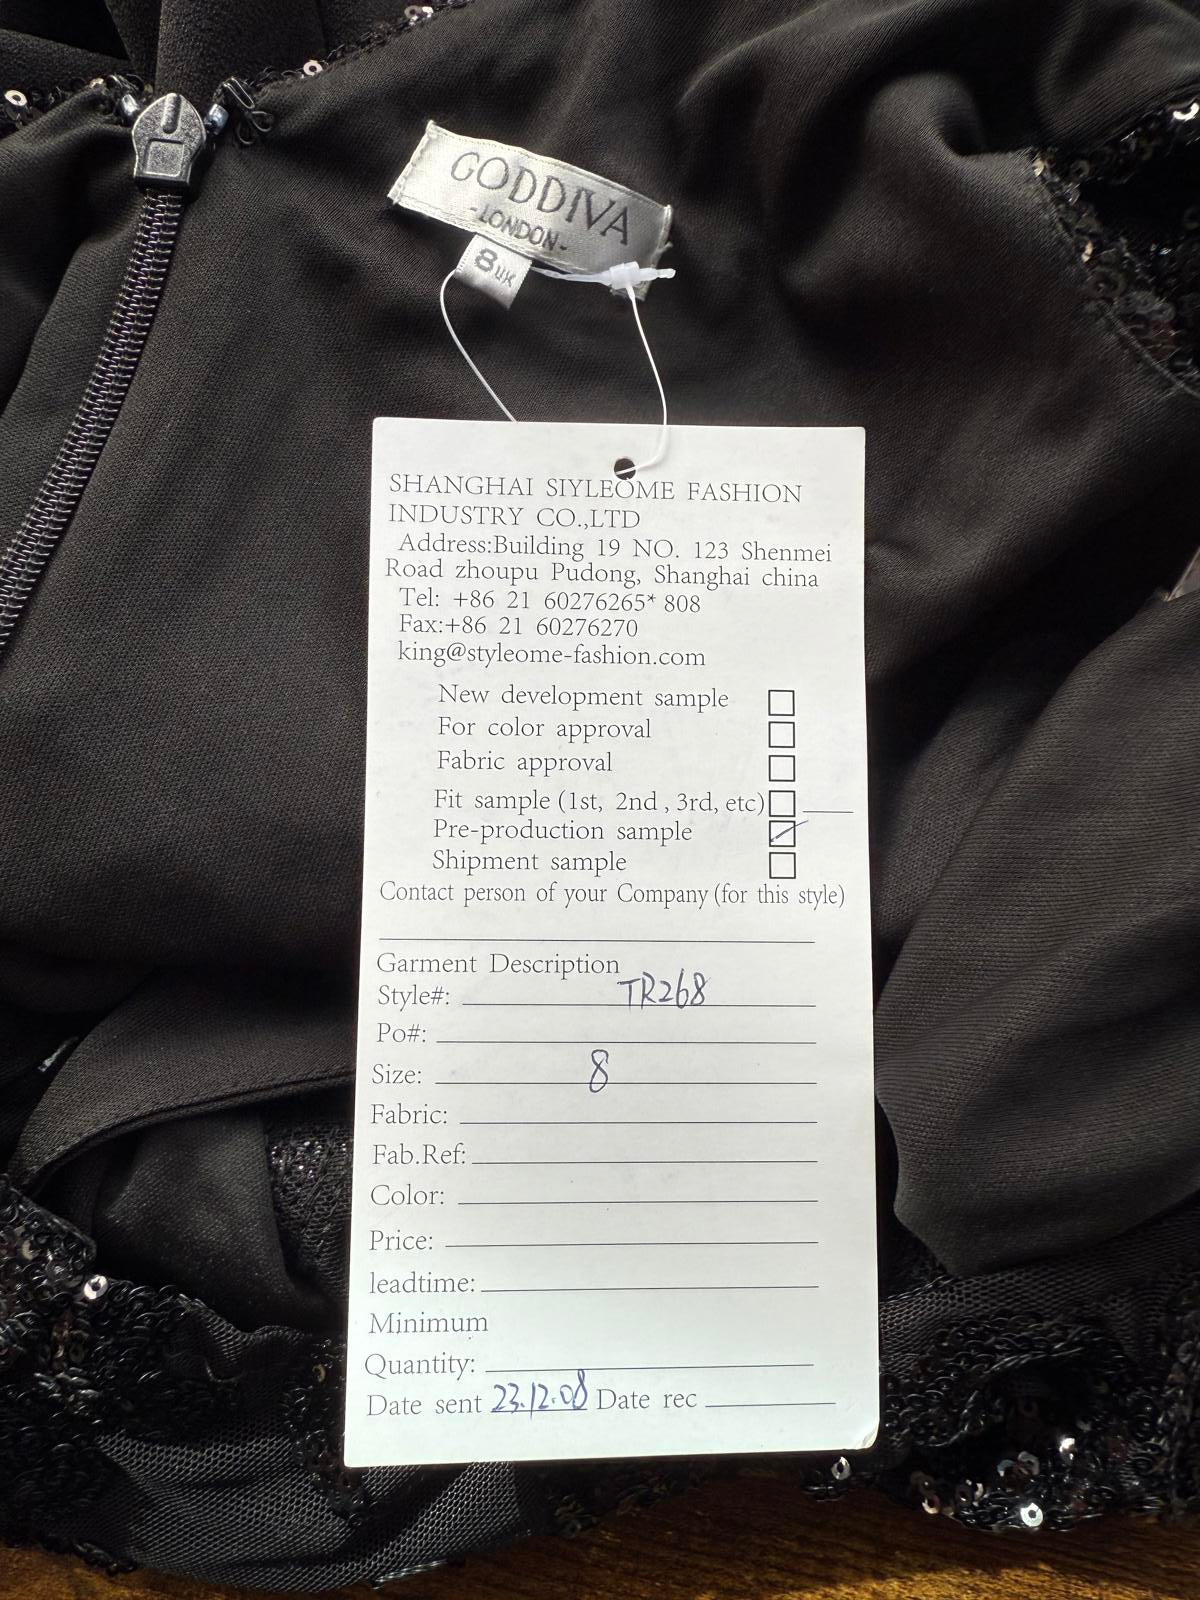 GODDIVA
-LONDON-
8UK
SHANGHAI SIYLEOME FASHION
INDUSTRY CO.,LTD
Address:Building 19 NO. 123 Shenmei
Road zhoupu Pudong, Shanghai china
Tel: +86 21 60276265* 808
Fax:+86 21 60276270
king@styleome-fashion.com
New development sample
For color approval
Fabric approval
Fit sample (1st, 2nd , 3rd, etc)
Pre-production sample
Shipment sample
Contact person of your Company (for this style)
Garment Description
Style#: TR268
Po#:
Size: 8
Fabric:
Fab.Ref:
Color:
Price:
leadtime:
Minimum
Quantity:
Date sent 23.12.08 Date rec